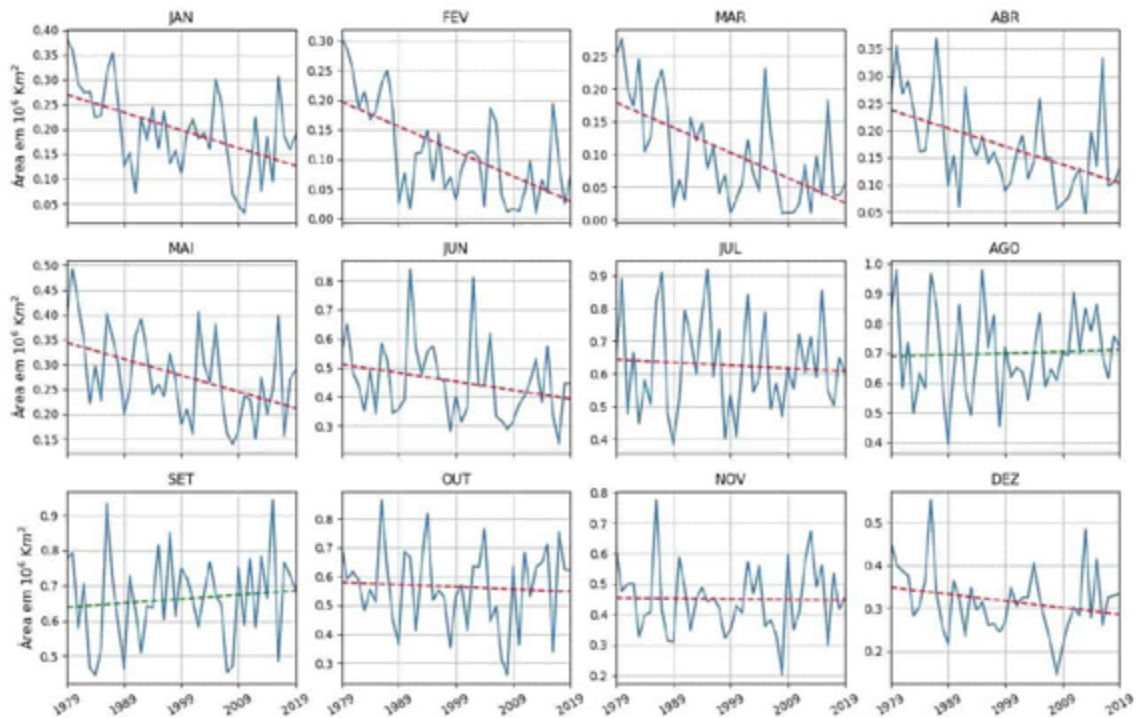 JAN FEV MAR ABR
Área em 10⁶ Km²
0.40 0.35 0.30 0.25 0.20 0.15 0.10 0.05
0.30 0.25 0.20 0.15 0.10 0.05 0.00
0.25 0.20 0.15 0.10 0.05 0.00
0.35 0.30 0.25 0.20 0.15 0.10 0.05
MAI JUN JUL AGO
Área em 10⁶ Km²
0.50 0.45 0.40 0.35 0.30 0.25 0.20 0.15
0.8 0.7 0.6 0.5 0.4 0.3
0.9 0.8 0.7 0.6 0.5 0.4
1.0 0.9 0.8 0.7 0.6 0.5 0.4
SET OUT NOV DEZ
Área em 10⁶ Km²
0.9 0.8 0.7 0.6 0.5
0.8 0.7 0.6 0.5 0.4 0.3
0.8 0.7 0.6 0.5 0.4 0.3 0.2
0.5 0.4 0.3 0.2
1979 1989 1999 2009 2019 1979 1989 1999 2009 2019 1979 1989 1999 2009 2019 1979 1989 1999 2009 2019